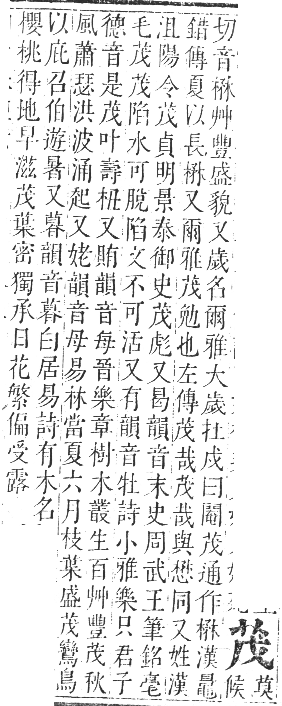 茂
莫
候
切音楙艸豐盛貌又歲名爾雅大歲在戌曰閹茂通作楙漢鼂
錯傳夏以長楙又爾雅茂勉也左傳茂哉茂哉與懋同又姓漢
沮陽令茂貞明景泰御史茂彪又曷韻音末史周武王筆銘毫
毛茂茂陷水可脫陷文不可活又有韻音牡詩小雅樂只君子
德音是茂叶壽杻又賄韻音每晉樂章樹木叢生百艸豐茂秋
風蕭瑟洪波涌起又姥韻音母易林當夏六月枝葉盛茂鸞鳥
以庇召伯遊暑又暮韻音暮白居易詩有木名
櫻桃得地早滋茂葉密獨承日花繁偏受露